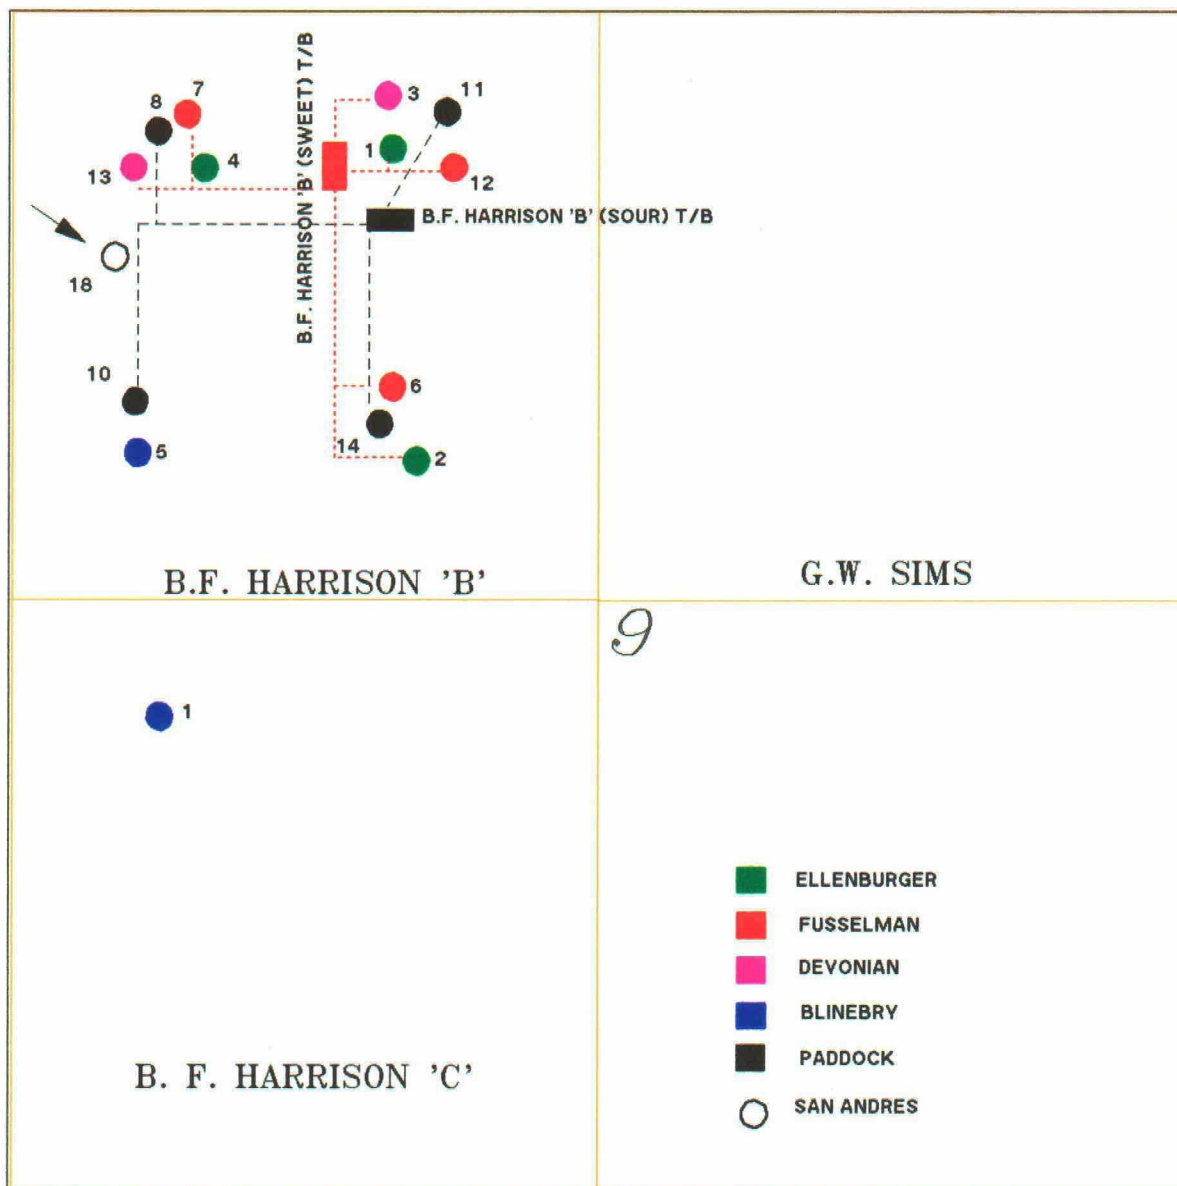 B.F. HARRISON 'B' (SWEET) T/B
7
8
3
11
1
4
13
12
B.F. HARRISON 'B' (SOUR) T/B
18
10
6
14
5
2
B.F. HARRISON 'B'
G.W. SIMS
9
1
ELLENBURGER
FUSSELMAN
DEVONIAN
BLINEBRY
PADDOCK
SAN ANDRES
B. F. HARRISON 'C'